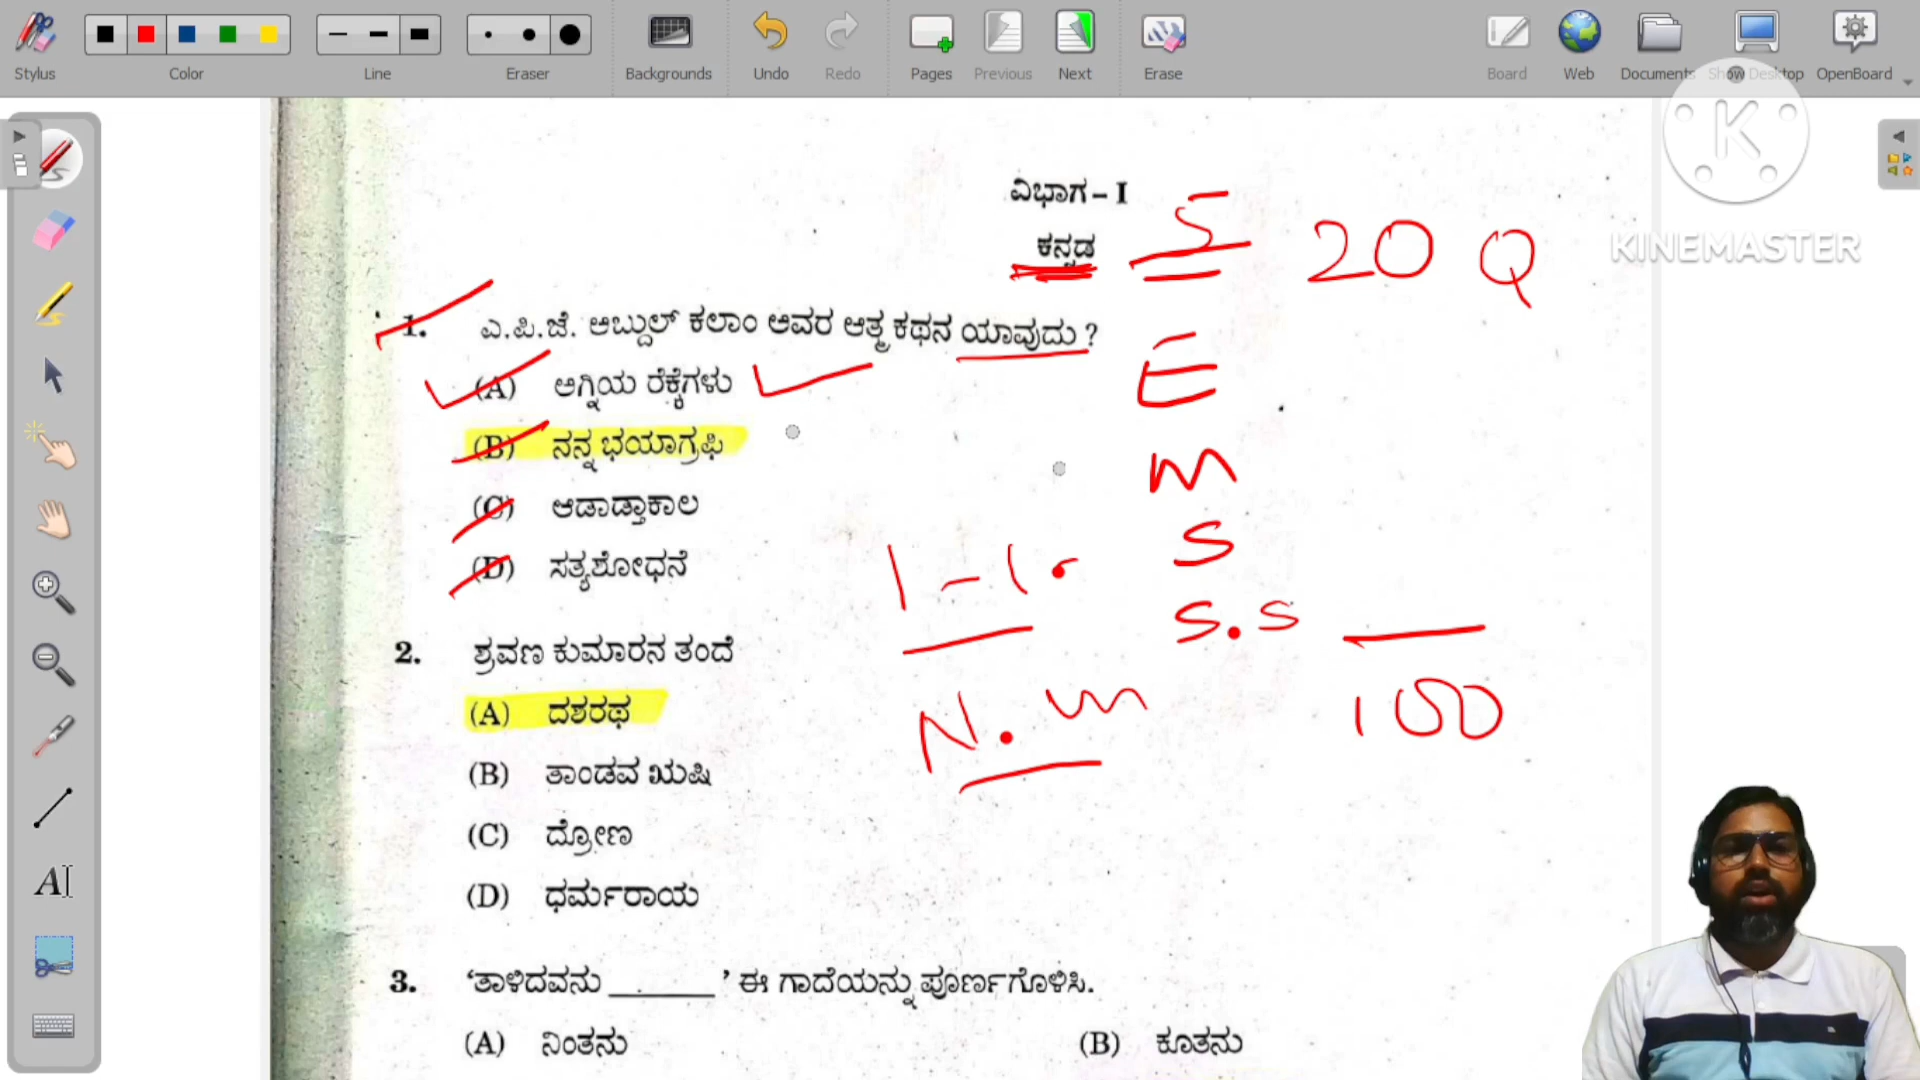 Stylus Color Line Eraser Backgrounds Undo Redo Pages Previous Next Erase Board Web Documents Show Desktop OpenBoard
K
KINEMASTER
ವಿಭಾಗ – I
ಕನ್ನಡ 5 20 Q
1. ಎ.ಪಿ.ಜೆ. ಅಬ್ದುಲ್ ಕಲಾಂ ಅವರ ಆತ್ಮ ಕಥನ ಯಾವುದು ?
(A) ಅಗ್ನಿಯ ರೆಕ್ಕೆಗಳು
E
(B) ನನ್ನ ಭಯಾಗ್ರಫಿ
m
(C) ಆಡಾಡ್ತಾಕಾಲ
S
(D) ಸತ್ಯಶೋಧನೆ
1 – 1.
S.S
2. ಶ್ರವಣ ಕುಮಾರನ ತಂದೆ
(A) ದಶರಥ
N.m 100
(B) ತಾಂಡವ ಋಷಿ
(C) ದ್ರೋಣ
(D) ಧರ್ಮರಾಯ
3. ‘ತಾಳಿದವನು ______ ’ ಈ ಗಾದೆಯನ್ನು ಪೂರ್ಣಗೊಳಿಸಿ.
(A) ನಿಂತನು (B) ಕೂತನು